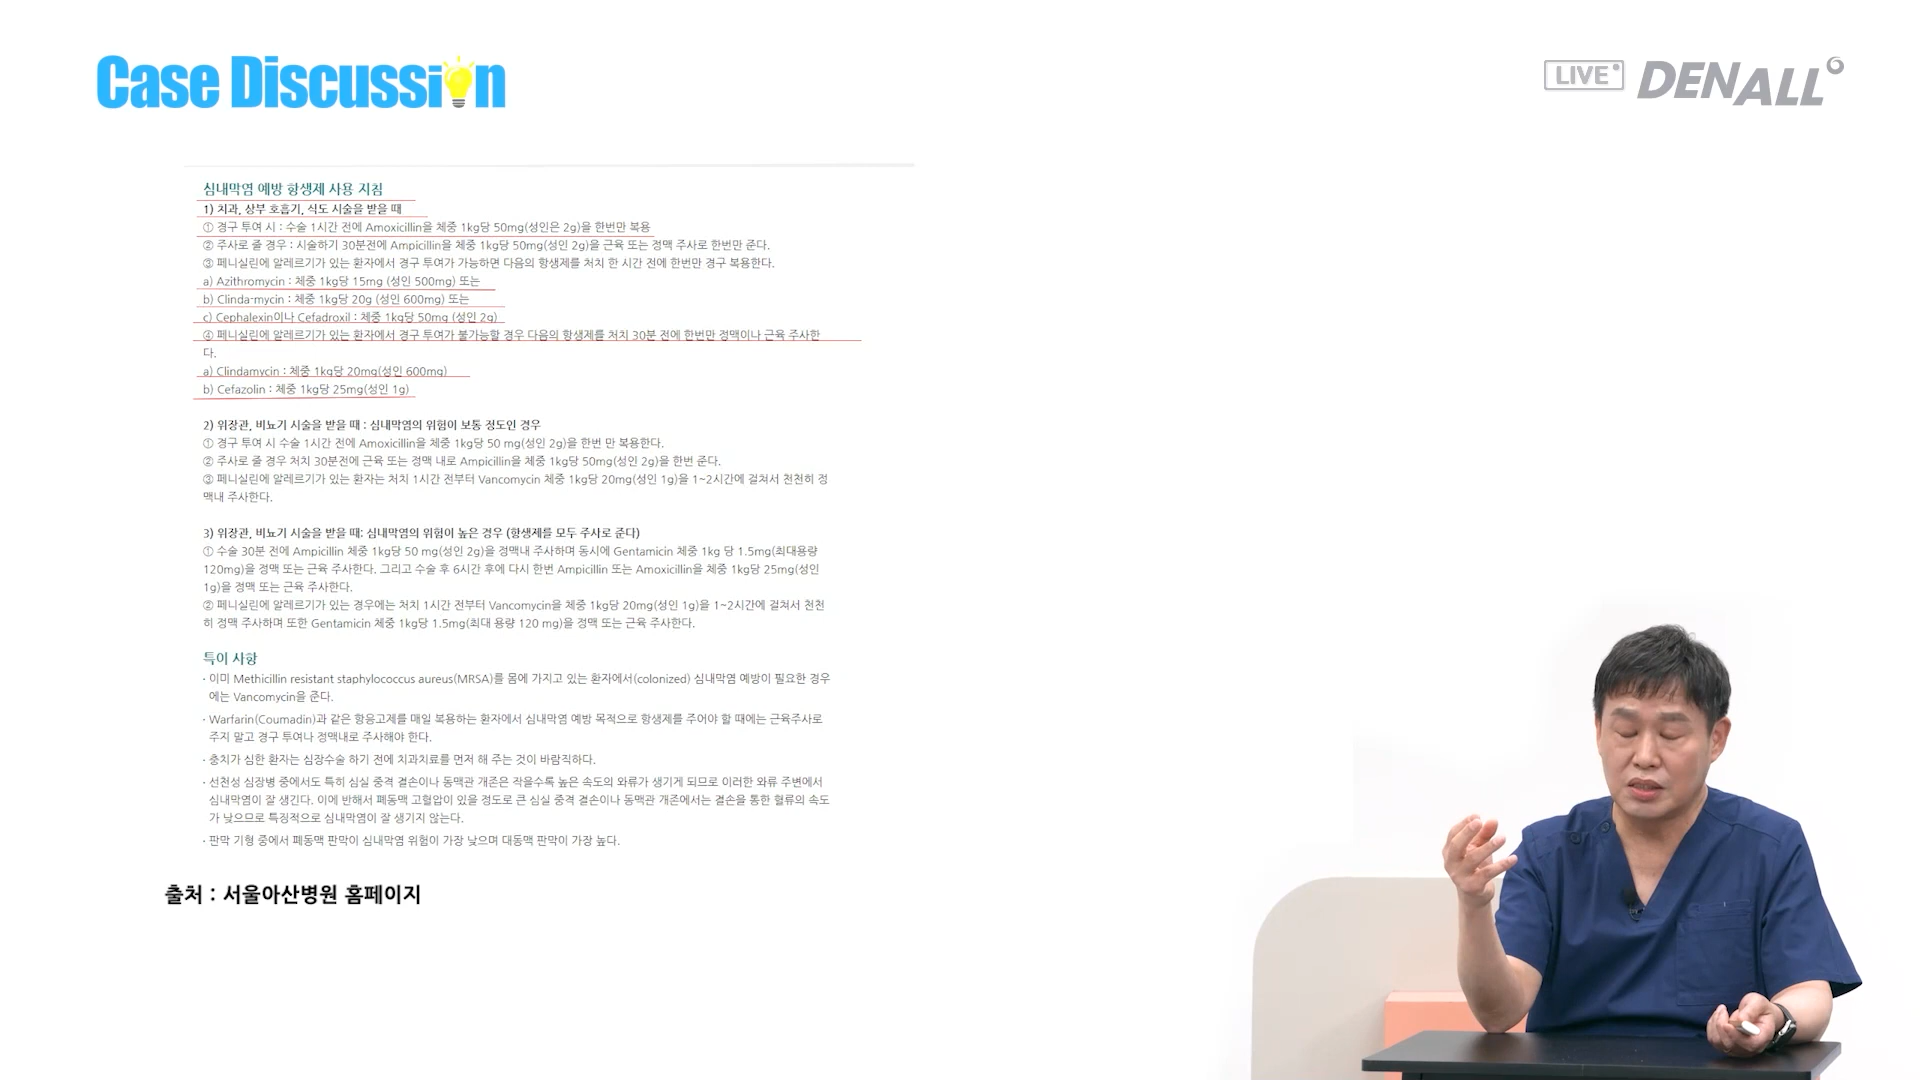 Case Discussion
LIVE DENALL
심내막염 예방 항생제 사용 지침
1) 치과, 상부 호흡기, 식도 시술을 받을 때
① 경구 투여 시 : 수술 1시간 전에 Amoxicillin을 체중 1kg당 50mg(성인은 2g)을 한번만 복용
② 주사로 줄 경우 : 시술하기 30분전에 Ampicillin을 체중 1kg당 50mg(성인 2g)을 근육 또는 정맥 주사로 한번만 준다.
③ 페니실린에 알레르기가 있는 환자에서 경구 투여가 가능하면 다음의 항생제를 처치 한 시간 전에 한번만 경구 복용한다.
a) Azithromycin : 체중 1kg당 15mg (성인 500mg) 또는
b) Clinda-mycin : 체중 1kg당 20g (성인 600mg) 또는
c) Cephalexin이나 Cefadroxil : 체중 1kg당 50mg (성인 2g)
④ 페니실린에 알레르기가 있는 환자에서 경구 투여가 불가능할 경우 다음의 항생제를 처치 30분 전에 한번만 정맥이나 근육 주사한
다.
a) Clindamycin : 체중 1kg당 20mg(성인 600mg)
b) Cefazolin : 체중 1kg당 25mg(성인 1g)
2) 위장관, 비뇨기 시술을 받을 때 : 심내막염의 위험이 보통 정도인 경우
① 경구 투여 시 수술 1시간 전에 Amoxicillin을 체중 1kg당 50 mg(성인 2g)을 한번 만 복용한다.
② 주사로 줄 경우 처치 30분전에 근육 또는 정맥 내로 Ampicillin을 체중 1kg당 50mg(성인 2g)을 한번 준다.
③ 페니실린에 알레르기가 있는 환자는 처치 1시간 전부터 Vancomycin 체중 1kg당 20mg(성인 1g)을 1~2시간에 걸쳐서 천천히 정
맥내 주사한다.
3) 위장관, 비뇨기 시술을 받을 때: 심내막염의 위험이 높은 경우 (항생제를 모두 주사로 준다)
① 수술 30분 전에 Ampicillin 체중 1kg당 50 mg(성인 2g)을 정맥내 주사하며 동시에 Gentamicin 체중 1kg 당 1.5mg(최대용량
120mg)을 정맥 또는 근육 주사한다. 그리고 수술 후 6시간 후에 다시 한번 Ampicillin 또는 Amoxicillin을 체중 1kg당 25mg(성인
1g)을 정맥 또는 근육 주사한다.
② 페니실린에 알레르기가 있는 경우에는 처치 1시간 전부터 Vancomycin을 체중 1kg당 20mg(성인 1g)을 1~2시간에 걸쳐서 천천
히 정맥 주사하며 또한 Gentamicin 체중 1kg당 1.5mg(최대 용량 120 mg)을 정맥 또는 근육 주사한다.
특이 사항
· 이미 Methicillin resistant staphylococcus aureus(MRSA)를 몸에 가지고 있는 환자에서(colonized) 심내막염 예방이 필요한 경우
에는 Vancomycin을 준다.
· Warfarin(Coumadin)과 같은 항응고제를 매일 복용하는 환자에서 심내막염 예방 목적으로 항생제를 주어야 할 때에는 근육주사로
주지 말고 경구 투여나 정맥내로 주사해야 한다.
· 충치가 심한 환자는 심장수술 하기 전에 치과치료를 먼저 해 주는 것이 바람직하다.
· 선천성 심장병 중에서도 특히 심실 중격 결손이나 동맥관 개존은 작을수록 높은 속도의 와류가 생기게 되므로 이러한 와류 주변에서
심내막염이 잘 생긴다. 이에 반해서 폐동맥 고혈압이 있을 정도로 큰 심실 중격 결손이나 동맥관 개존에서는 결손을 통한 혈류의 속도
가 낮으므로 특징적으로 심내막염이 잘 생기지 않는다.
· 판막 기형 중에서 폐동맥 판막이 심내막염 위험이 가장 낮으며 대동맥 판막이 가장 높다.
출처 : 서울아산병원 홈페이지